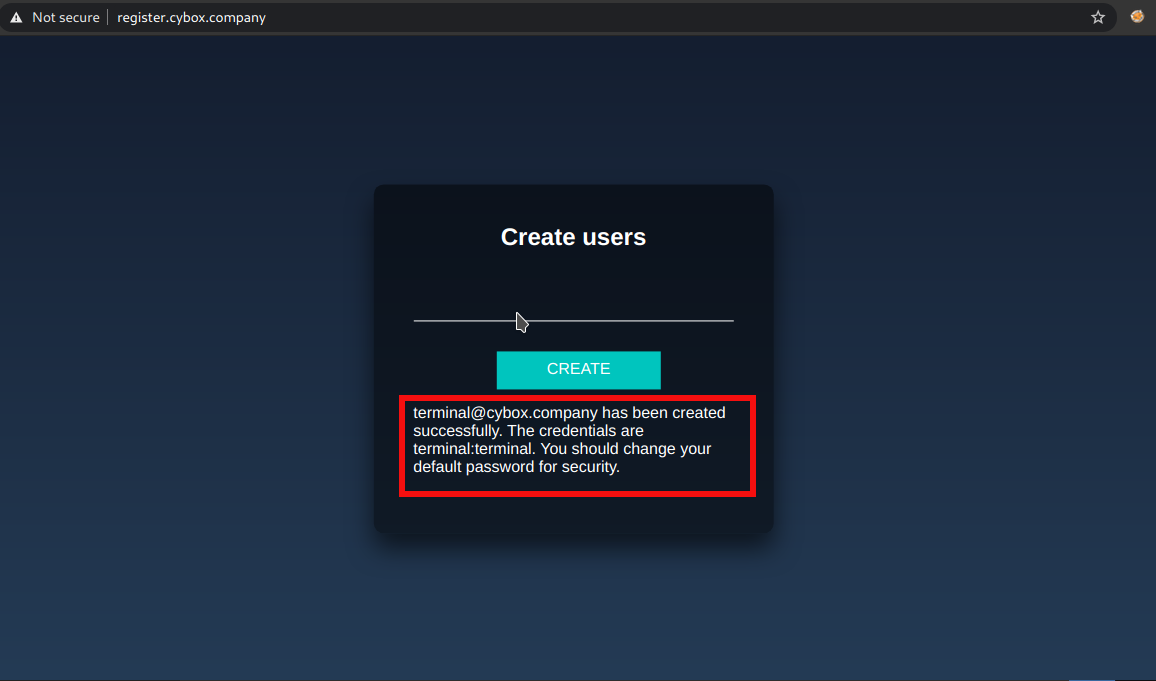 Not secure register.cybox.company
Create users
CREATE
terminal@cybox.company has been created
successfully. The credentials are
terminal:terminal. You should change your
default password for security.